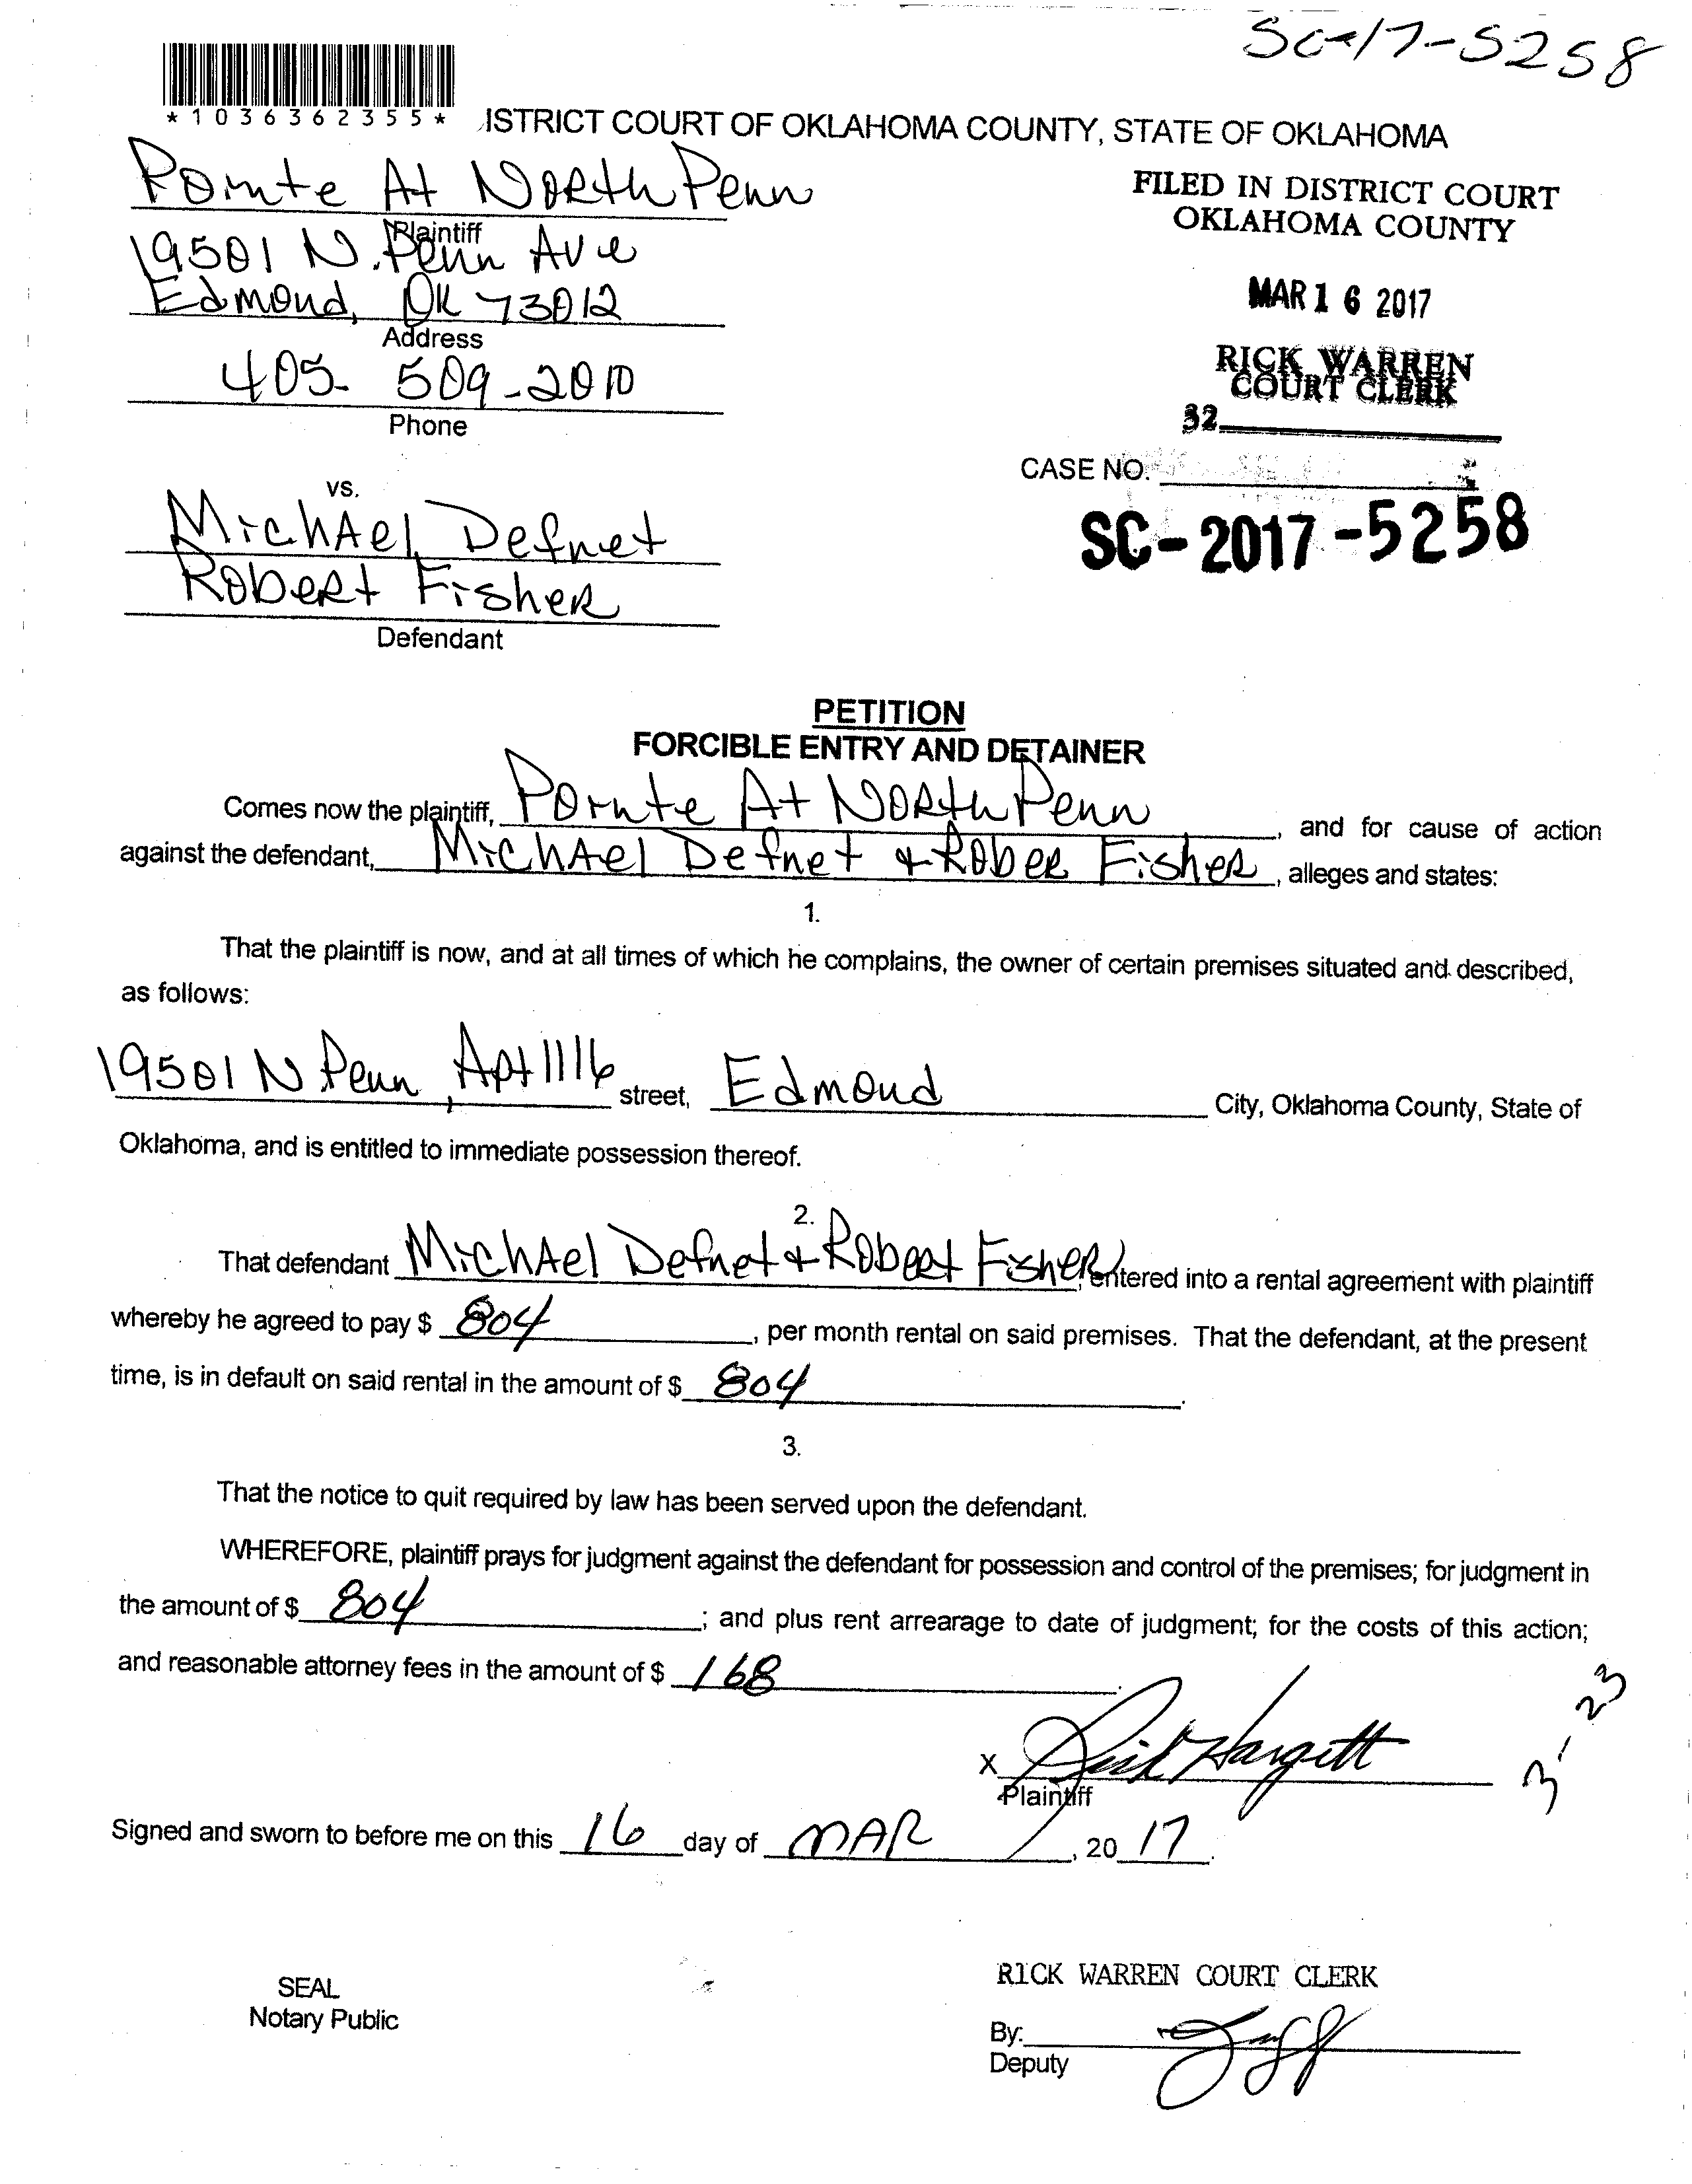 SC-17-5258
*1036362355*
ISTRICT COURT OF OKLAHOMA COUNTY, STATE OF OKLAHOMA
Pointe At North Penn
Plaintiff
19501 N. Penn Ave
Edmond, OK 73012
Address
405-509-2010
Phone
FILED IN DISTRICT COURT
OKLAHOMA COUNTY
MAR 16 2017
RICK WARREN
COURT CLERK
32
CASE NO.
SC-2017-5258
vs.
Michael Defnet
Robert Fisher
Defendant
PETITION
FORCIBLE ENTRY AND DETAINER
Comes now the plaintiff, Pointe At North Penn, and for cause of action
against the defendant, Michael Defnet & Rober Fisher, alleges and states:
1.
That the plaintiff is now, and at all times of which he complains, the owner of certain premises situated and described,
as follows:
19501 N Penn, Apt 1116 street, Edmond City, Oklahoma County, State of
Oklahoma, and is entitled to immediate possession thereof.
2.
That defendant Michael Defnet & Robert Fisher, entered into a rental agreement with plaintiff
whereby he agreed to pay $ 804, per month rental on said premises. That the defendant, at the present
time, is in default on said rental in the amount of $ 804.
3.
That the notice to quit required by law has been served upon the defendant.
WHEREFORE, plaintiff prays for judgment against the defendant for possession and control of the premises; for judgment in
the amount of $ 804; and plus rent arrearage to date of judgment; for the costs of this action;
and reasonable attorney fees in the amount of $ 168.
3-23
X Hargett
Plaintiff
Signed and sworn to before me on this 16 day of MAR, 20 17.
SEAL
Notary Public
RICK WARREN COURT CLERK
By:
Deputy